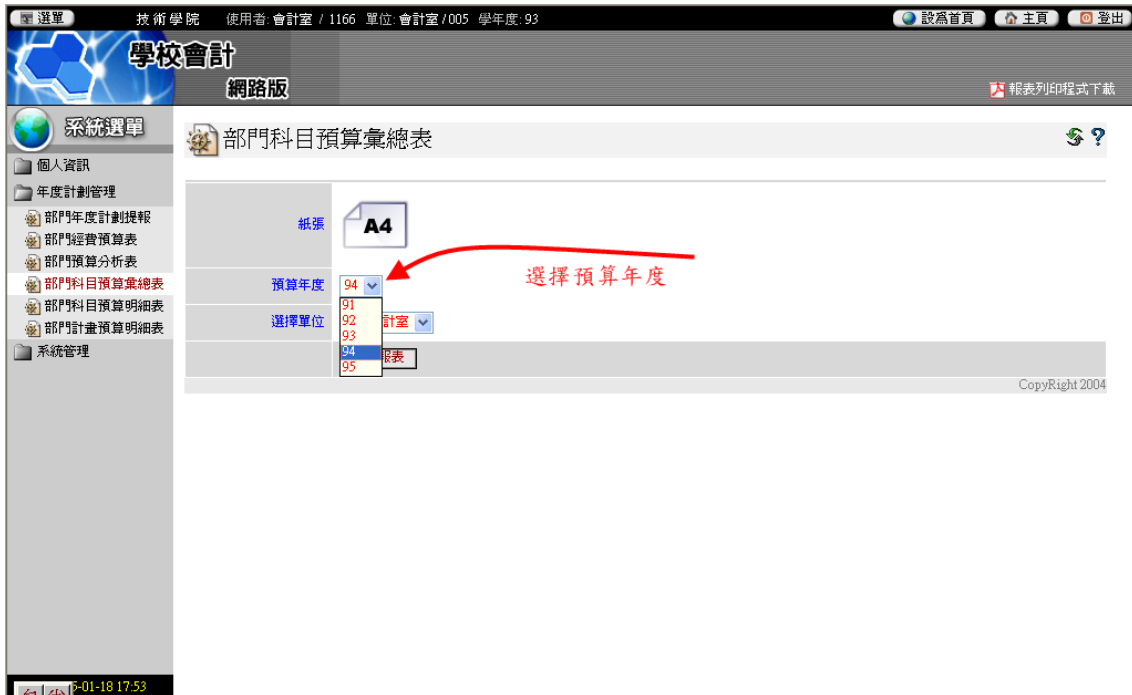 選單 技術學院 使用者:會計室 / 1166 單位:會計室/005 學年度:93 設為首頁 主頁 登出
學校會計
網路版
報表列印程式下載
系統選單
部門科目預算彙總表
個人資訊
年度計劃管理
部門年度計劃提報
部門經費預算表
部門預算分析表
部門科目預算彙總表
部門科目預算明細表
部門計畫預算明細表
系統管理
紙張 A4
選擇預算年度
預算年度 94
91
92
93
94
95
選擇單位 計室
報表
CopyRight 2004
-01-18 17:53